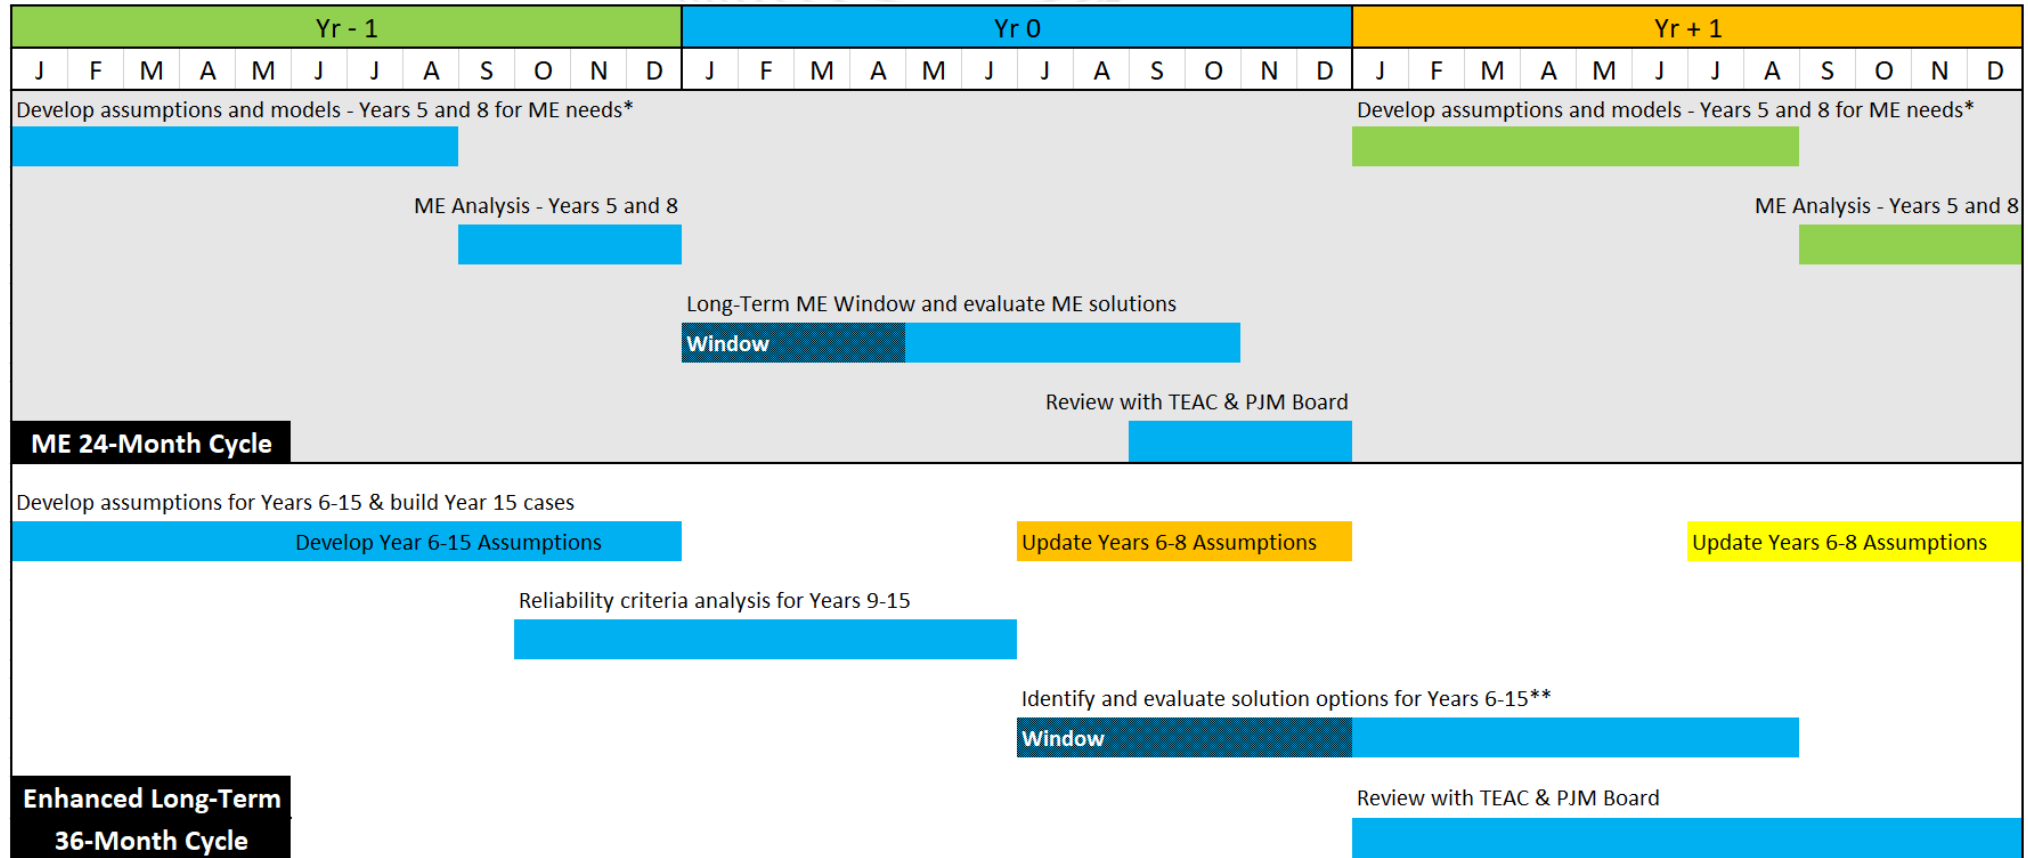 Yr - 1 Yr 0 Yr + 1
J F M A M J J A S O N D J F M A M J J A S O N D J F M A M J J A S O N D
Develop assumptions and models - Years 5 and 8 for ME needs* Develop assumptions and models - Years 5 and 8 for ME needs*
ME Analysis - Years 5 and 8 ME Analysis - Years 5 and 8
Long-Term ME Window and evaluate ME solutions
Window
Review with TEAC & PJM Board
ME 24-Month Cycle
Develop assumptions for Years 6-15 & build Year 15 cases
Develop Year 6-15 Assumptions Update Years 6-8 Assumptions Update Years 6-8 Assumptions
Reliability criteria analysis for Years 9-15
Identify and evaluate solution options for Years 6-15**
Window
Enhanced Long-Term Review with TEAC & PJM Board
36-Month Cycle